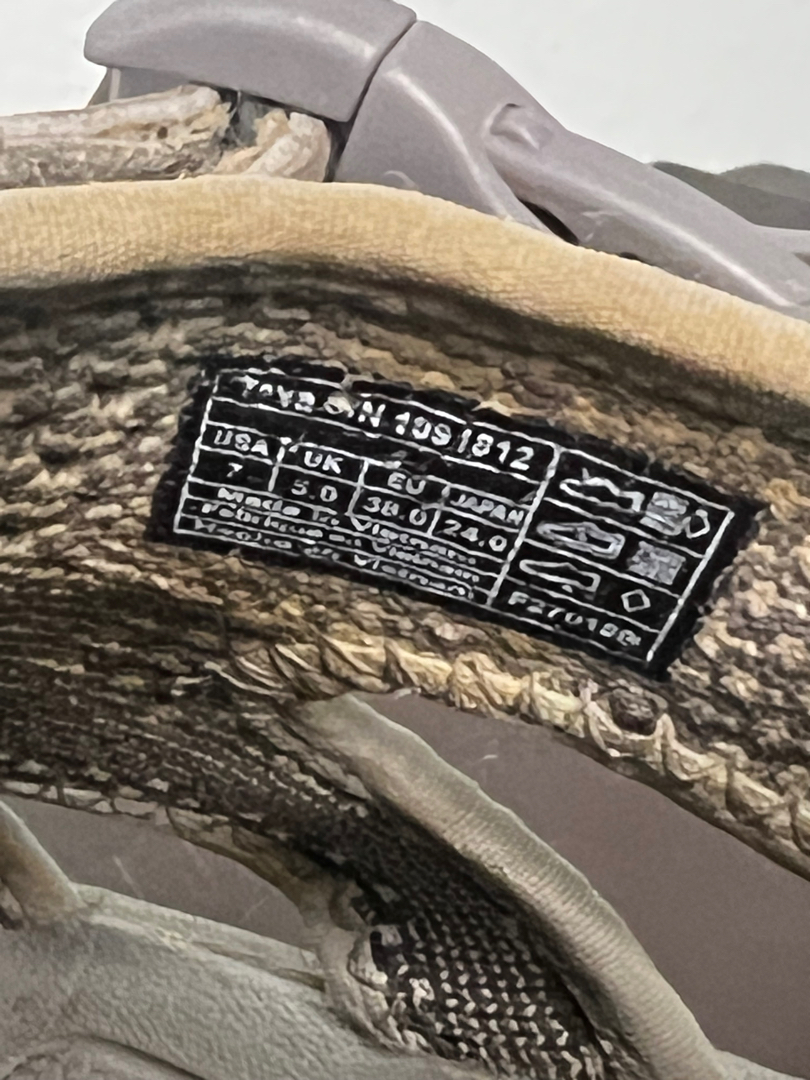 S/N 1091812
USA UK EU JAPAN
7 5.0 38.0 24.0
Made in Vietnam
Fabriqué en Vietnam
Hecho en Vietnam